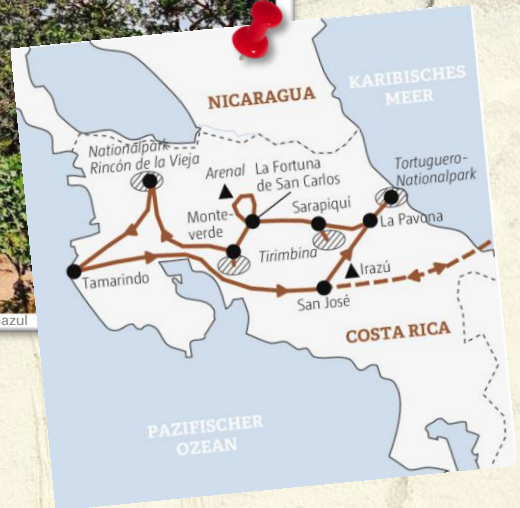 NICARAGUA
KARIBISCHES
MEER
Nationalpark
Rincón de la Vieja
Arenal
La Fortuna
de San Carlos
Tortuguero-
Nationalpark
Monte-
verde
Sarapiquí
La Pavona
Tirimbina
Tamarindo
Irazú
San José
COSTA RICA
PAZIFISCHER
OZEAN
azul